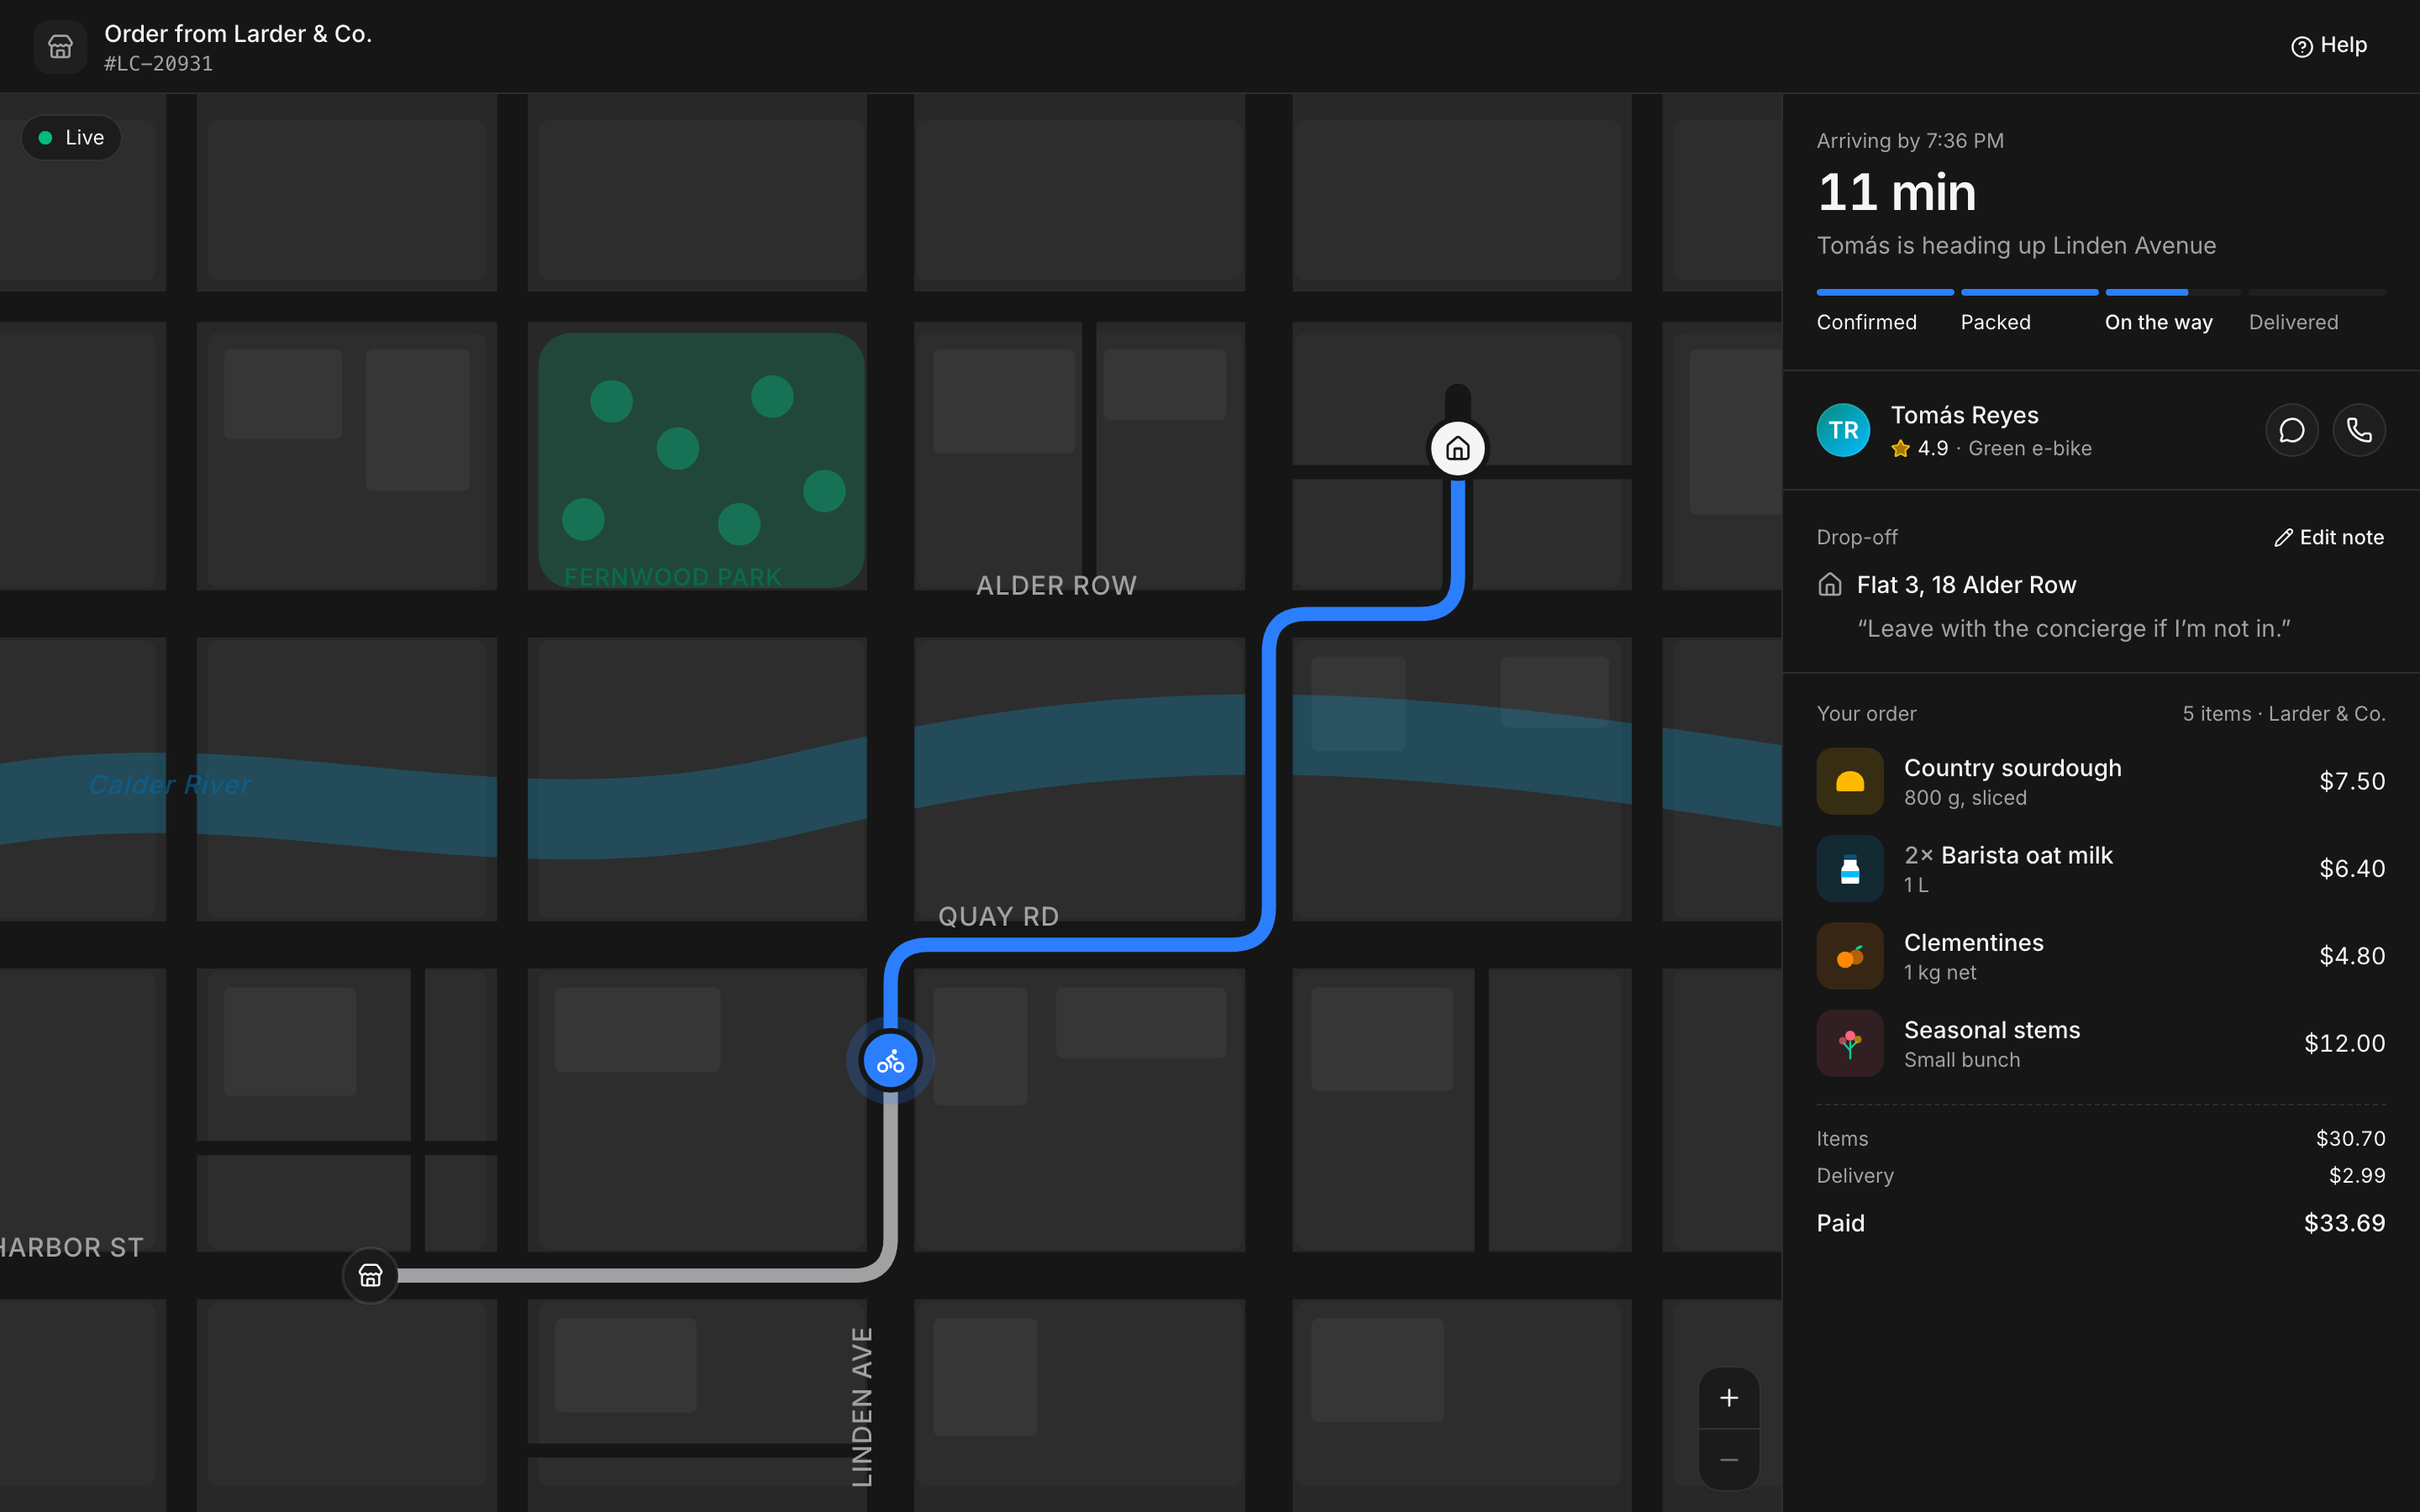 Order from Larder & Co.
#LC–20931
Help
Live
FERNWOOD PARK
ALDER ROW
Calder River
QUAY RD
HARBOR ST
LINDEN AVE
Arriving by 7:36 PM
11 min
Tomás is heading up Linden Avenue
Confirmed
Packed
On the way
Delivered
TR
Tomás Reyes
4.9 · Green e-bike
Drop-off
Edit note
Flat 3, 18 Alder Row
“Leave with the concierge if I’m not in.”
Your order
5 items · Larder & Co.
Country sourdough
800 g, sliced
$7.50
2× Barista oat milk
1 L
$6.40
Clementines
1 kg net
$4.80
Seasonal stems
Small bunch
$12.00
Items
$30.70
Delivery
$2.99
Paid
$33.69